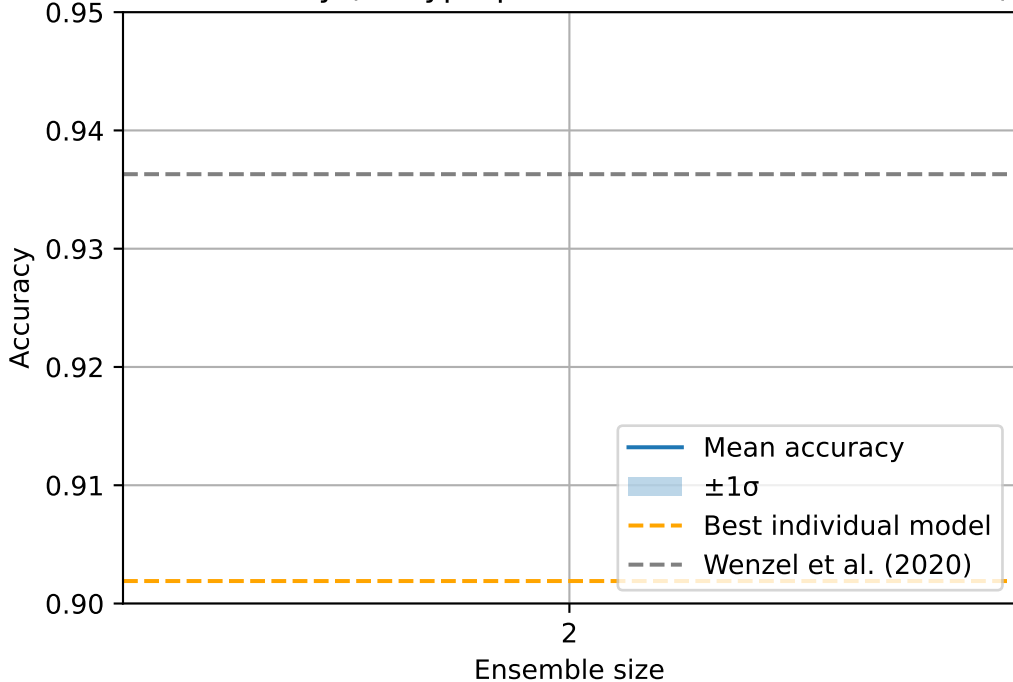 0.95
0.94
0.93
0.92
0.91
0.90
Accuracy
2
Ensemble size
Mean accuracy
±1σ
Best individual model
Wenzel et al. (2020)